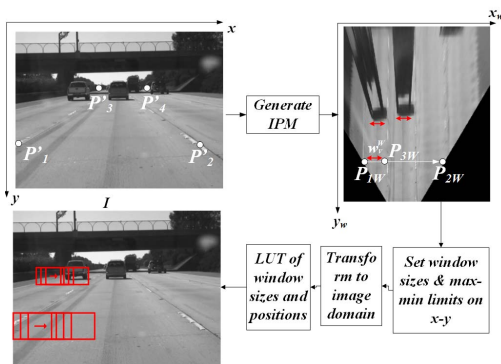 x
P'3
P'4
P'1
P'2
y
I
Generate
IPM
xw
wvW
P3W
P1W
P2W
yw
Set window
sizes & max-
min limits on
x-y
Transfo
rm to
image
domain
LUT of
window
sizes and
positions